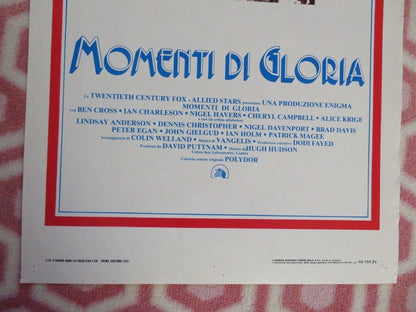 MOMENTI DI GLORIA
La TWENTIETH CENTURY FOX - ALLIED STARS presentano UNA PRODUZIONE ENIGMA
MOMENTI DI GLORIA
con BEN CROSS • IAN CHARLESON • NIGEL HAVERS • CHERYL CAMPBELL • ALICE KRIGE
LINDSAY ANDERSON • DENNIS CHRISTOPHER • NIGEL DAVENPORT • BRAD DAVIS
PETER EGAN • JOHN GIELGUD • IAN HOLM • PATRICK MAGEE
Sceneggiatura di COLIN WELLAND • Musica di VANGELIS • Produttore esecutivo DODI FAYED
Prodotto da DAVID PUTTNAM • Diretto da HUGH HUDSON
Colonna sonora originale POLYDOR